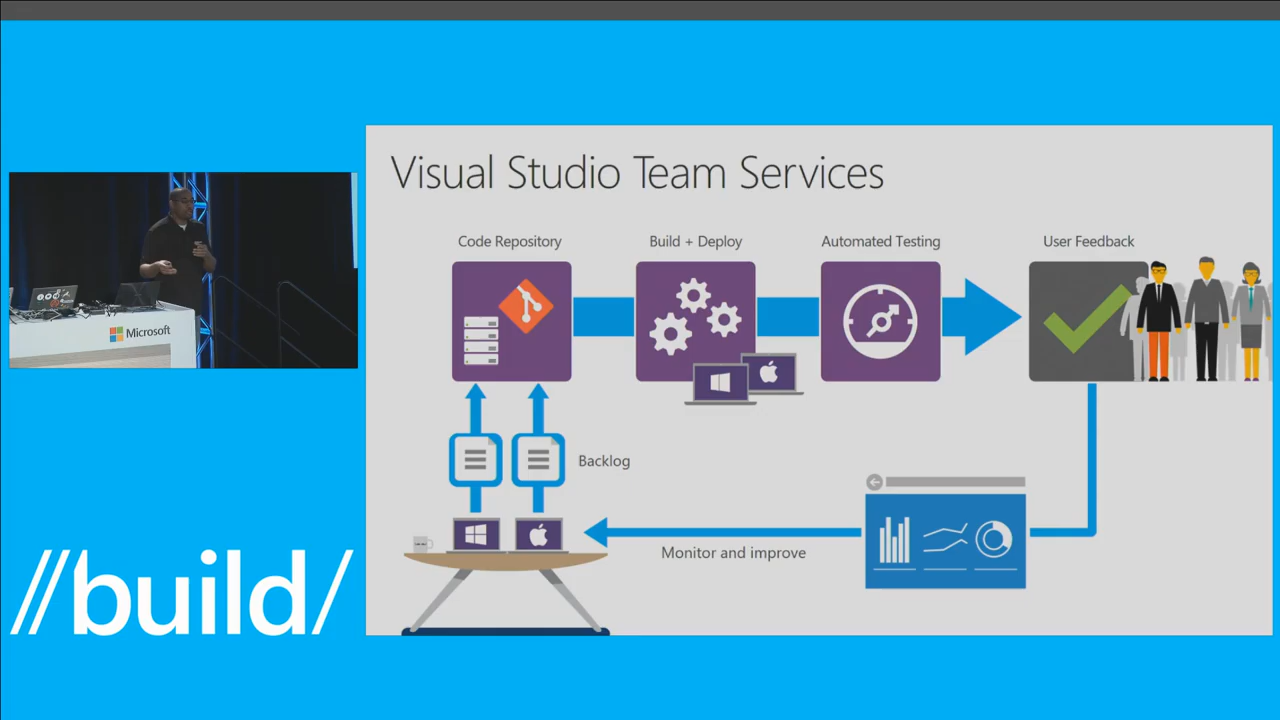 Visual Studio Team Services
Code Repository
Build + Deploy
Automated Testing
User Feedback
Microsoft
Backlog
Monitor and improve
//build/